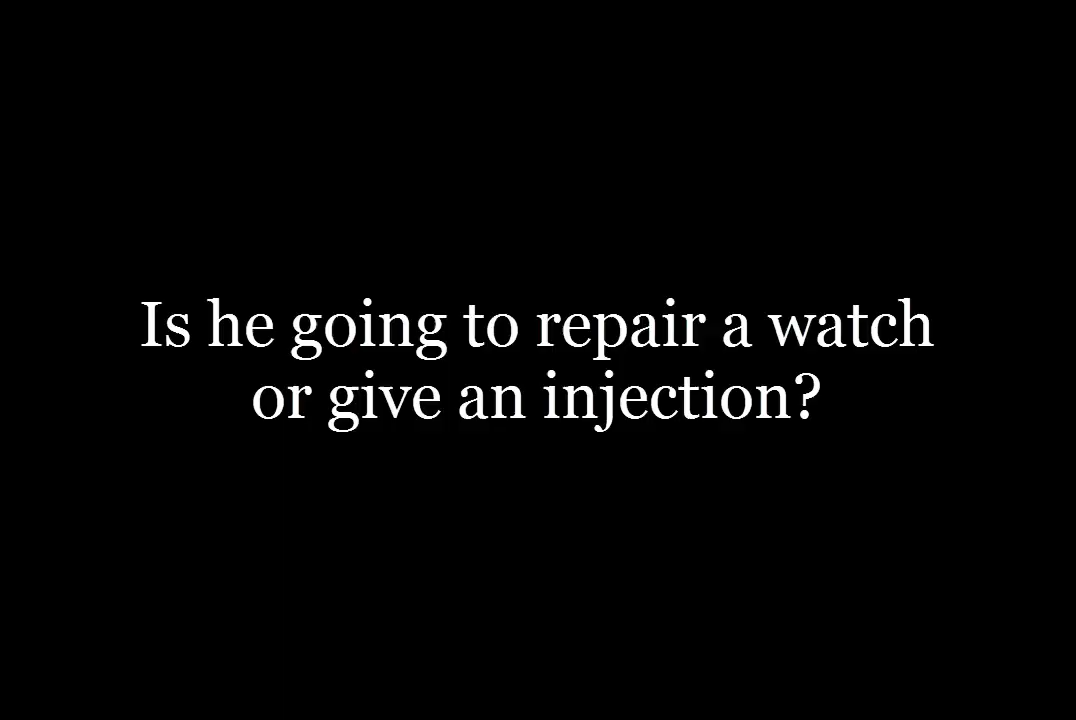 Is he going to repair a watch
or give an injection?